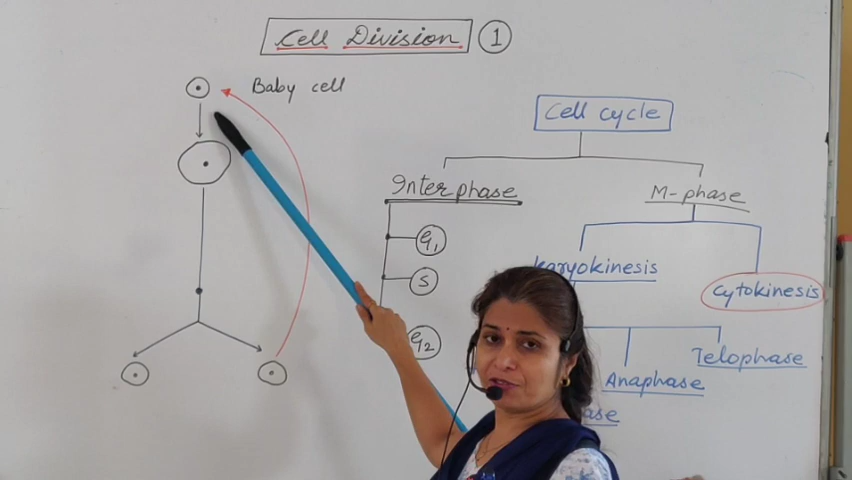 Cell Division 1
Baby cell
Cell cycle
Interphase
M-phase
G1
S
G2
karyokinesis
Cytokinesis
Telophase
Anaphase